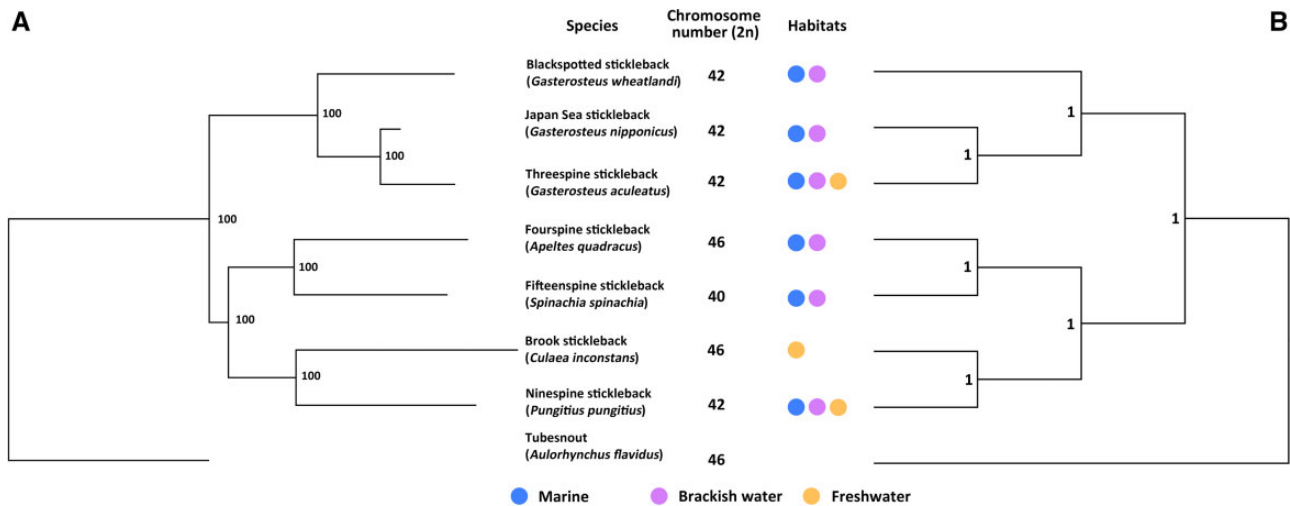 A
Species
Chromosome
number (2n)
Habitats
B
Blackspotted stickleback
(Gasterosteus wheatlandi)
42
100
1
Japan Sea stickleback
(Gasterosteus nipponicus)
42
100
1
Threespine stickleback
(Gasterosteus aculeatus)
42
100
1
Fourspine stickleback
(Apeltes quadracus)
46
100
1
Fifteenspine stickleback
(Spinachia spinachia)
40
100
1
Brook stickleback
(Culaea inconstans)
46
100
1
Ninespine stickleback
(Pungitius pungitius)
42
Tubesnout
(Aulorhynchus flavidus)
46
Marine
Brackish water
Freshwater